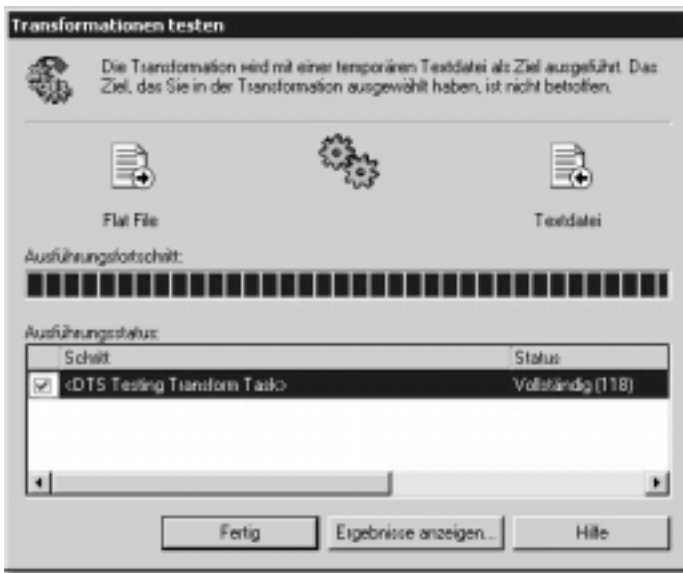 Transformationen testen
Die Transformation wird mit einer temporären Textdatei als Ziel ausgeführt. Das
Ziel, das Sie in der Transformation ausgewählt haben, ist nicht betroffen.
Flat File
Textdatei
Ausführungsfortschritt:
Ausführungsstatus:
Schritt
Status
<DTS Testing Transform Task>
Vollständig (118)
Fertig
Ergebnisse anzeigen...
Hilfe